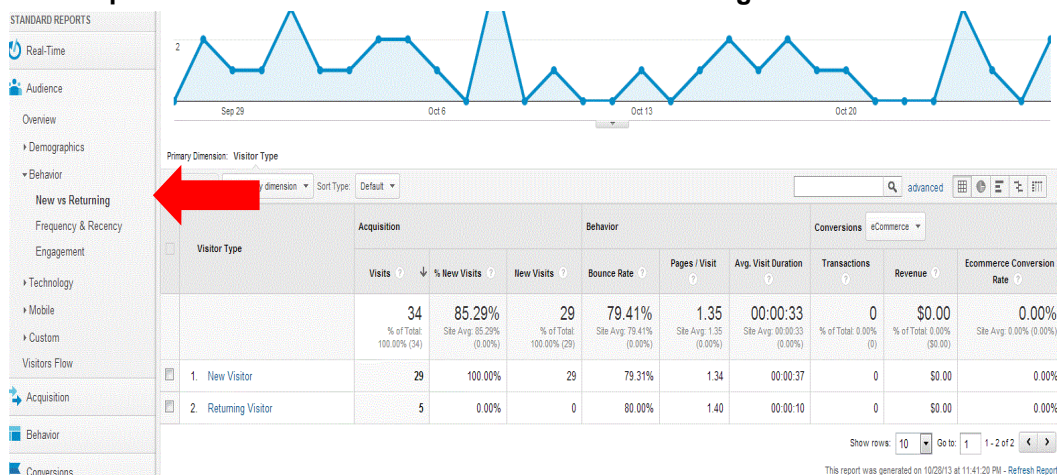 STANDARD REPORTS
Real-Time
Audience
Overview
Demographics
Behavior
New vs Returning
Frequency & Recency
Engagement
Technology
Mobile
Custom
Visitors Flow
Acquisition
Behavior
Conversions
2
Sep 29 Oct 6 Oct 13 Oct 20
Primary Dimension: Visitor Type
dimension Sort Type: Default advanced
Visitor Type Acquisition Behavior Conversions eCommerce
Visits ? % New Visits ? New Visits ? Bounce Rate ? Pages / Visit ? Avg. Visit Duration ? Transactions ? Revenue ? Ecommerce Conversion Rate ?
34 85.29% 29 79.41% 1.35 00:00:33 0 $0.00 0.00%
% of Total: Site Avg: 85.29% % of Total: Site Avg: 79.41% Site Avg: 1.35 Site Avg: 00:00:33 % of Total: 0.00% % of Total: 0.00% Site Avg: 0.00% (0.00%)
100.00% (34) (0.00%) 100.00% (29) (0.00%) (0.00%) (0.00%) (0) ($0.00)
1. New Visitor 29 100.00% 29 79.31% 1.34 00:00:37 0 $0.00 0.00%
2. Returning Visitor 5 0.00% 0 80.00% 1.40 00:00:10 0 $0.00 0.00%
Show rows: 10 Go to: 1 1 - 2 of 2
This report was generated on 10/28/13 at 11:41:20 PM - Refresh Report